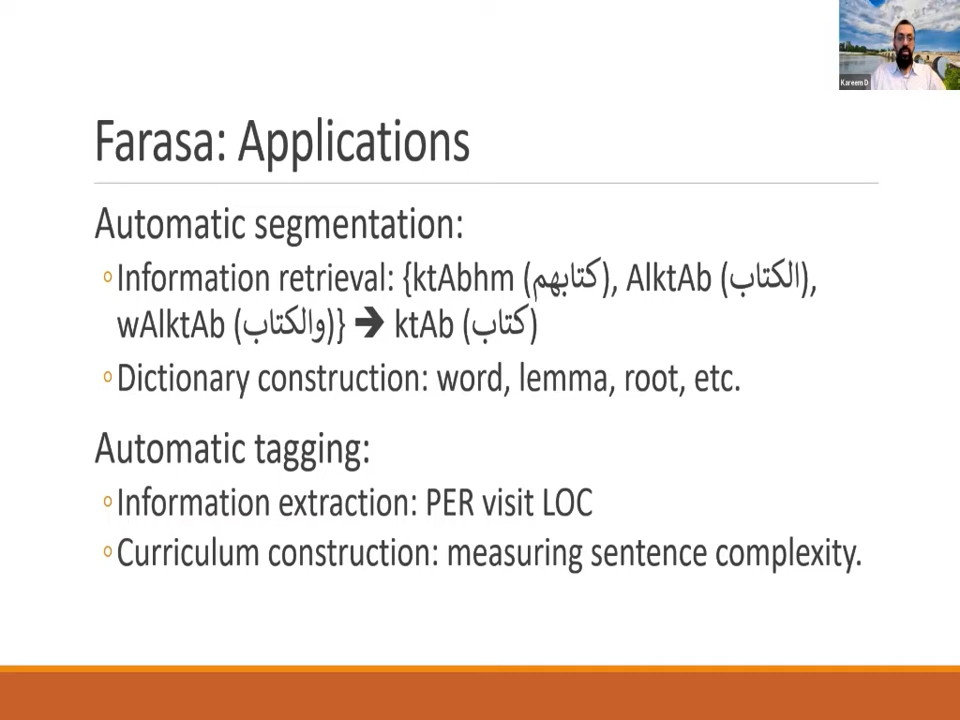 Kareem D
Farasa: Applications
Automatic segmentation:
◦Information retrieval: {ktAbhm (كتابهم), AlktAb (الكتاب),
wAlktAb (والكتاب)} ➔ ktAb (كتاب)
◦Dictionary construction: word, lemma, root, etc.
Automatic tagging:
◦Information extraction: PER visit LOC
◦Curriculum construction: measuring sentence complexity.